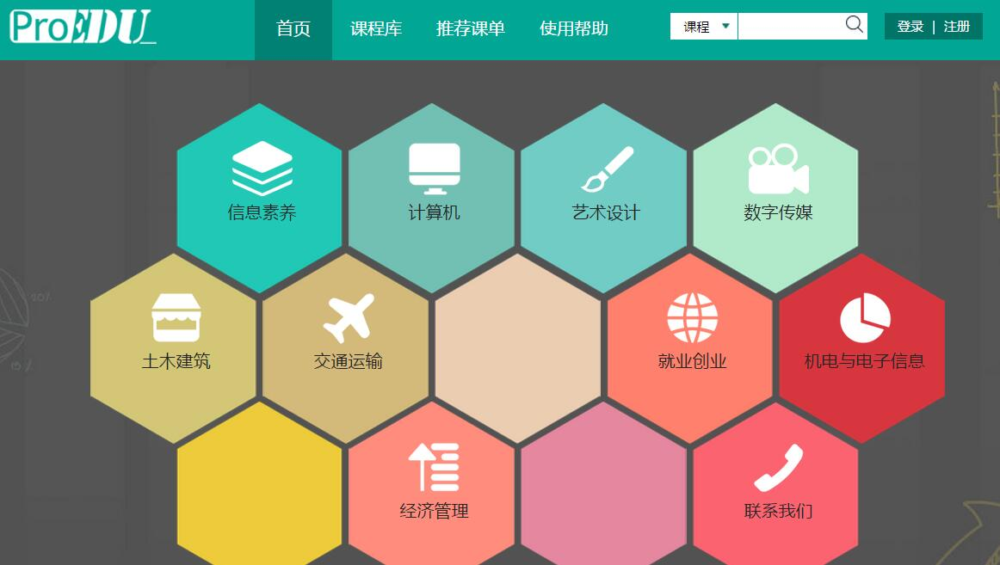 ProEDU_
首页
课程库
推荐课单
使用帮助
课程
登录 | 注册
信息素养
计算机
艺术设计
数字传媒
土木建筑
交通运输
就业创业
机电与电子信息
经济管理
联系我们